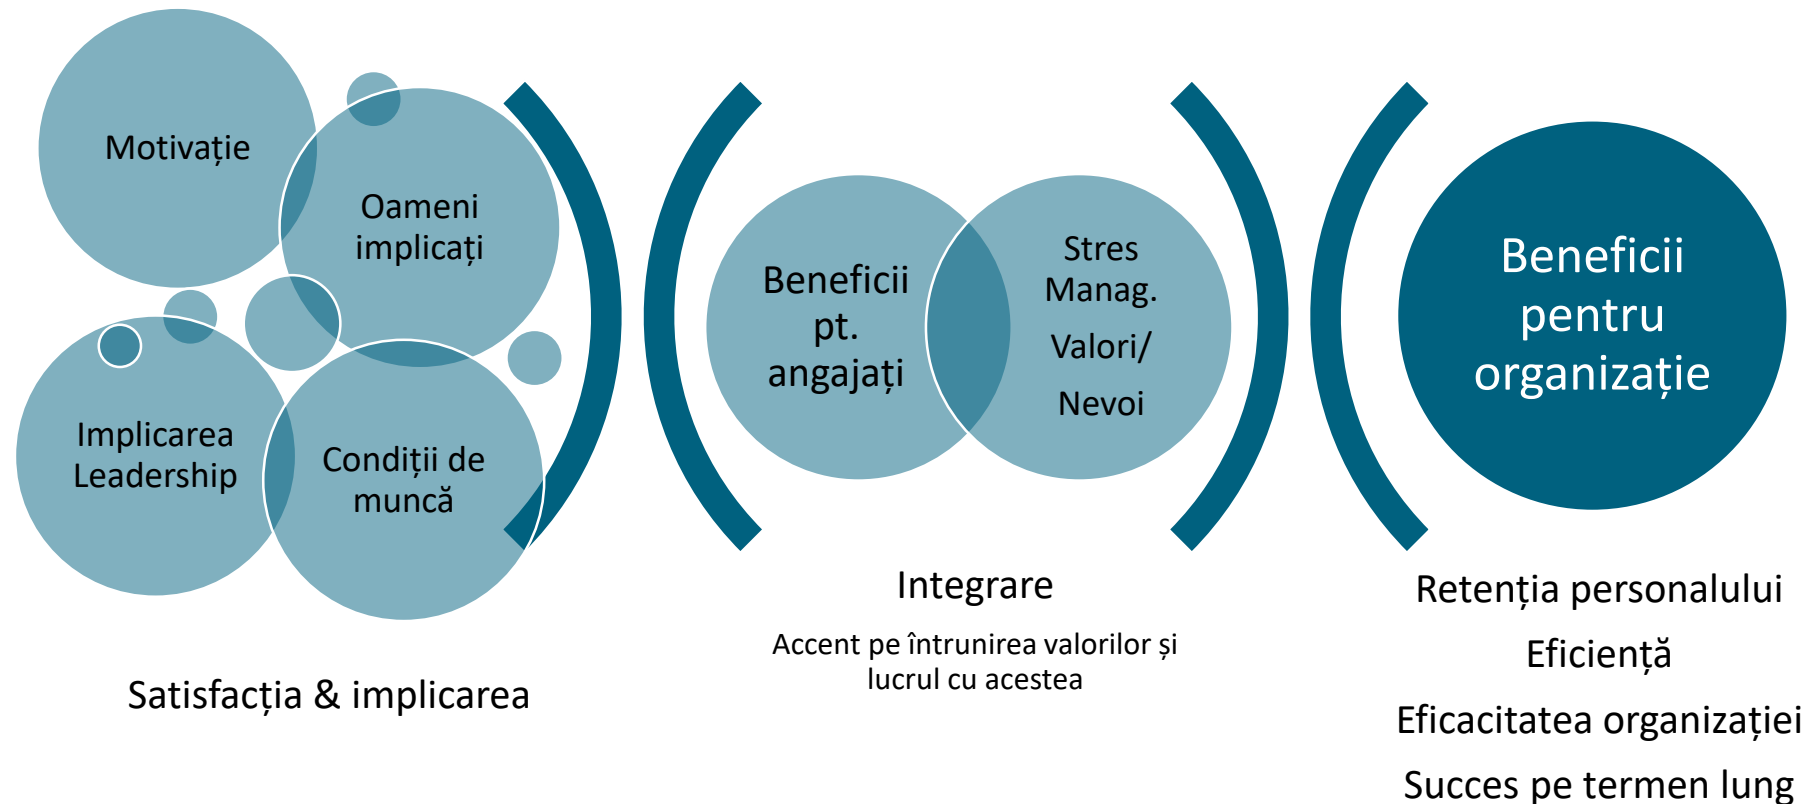 Motivație
Oameni
implicați
Implicarea
Leadership
Condiții de
muncă
Satisfacția & implicarea
Beneficii
pt.
angajați
Stres
Manag.
Valori/
Nevoi
Integrare
Accent pe întrunirea valorilor și
lucrul cu acestea
Beneficii
pentru
organizație
Retenția personalului
Eficiență
Eficacitatea organizației
Succes pe termen lung